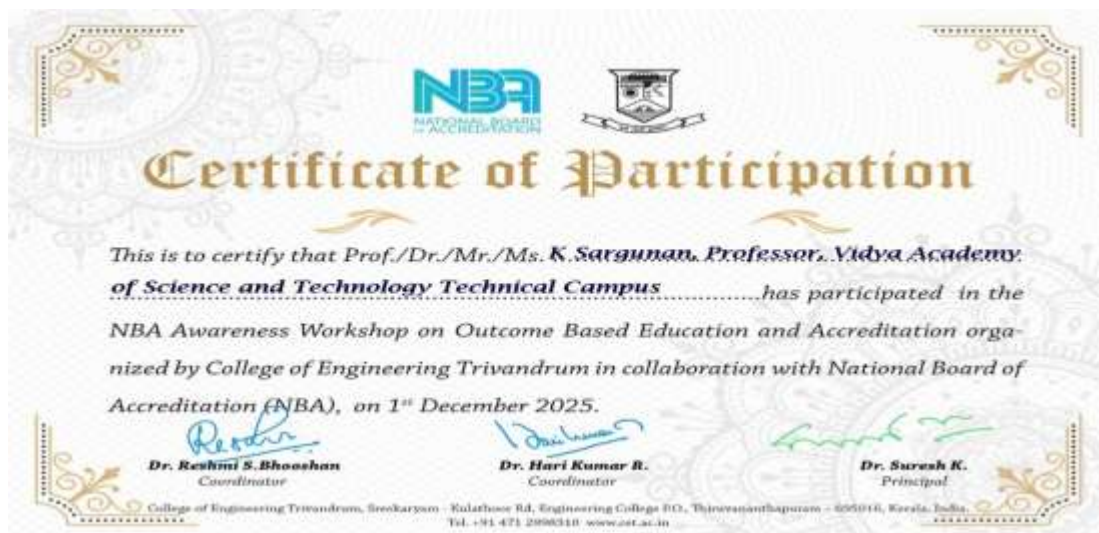 NBA
NATIONAL BOARD
of ACCREDITATION
Certificate of Participation
This is to certify that Prof./Dr./Mr./Ms. K Sargunan, Professor, Vidya Academy
of Science and Technology Technical Campus has participated in the
NBA Awareness Workshop on Outcome Based Education and Accreditation orga-
nized by College of Engineering Trivandrum in collaboration with National Board of
Accreditation (NBA), on 1st December 2025.
Dr. Reshmi S.Bhooshan Dr. Hari Kumar R. Dr. Suresh K.
Coordinator Coordinator Principal
College of Engineering Trivandrum, Sreekaryam - Kulathoor Rd, Engineering College P.O., Thiruvananthapuram - 695016, Kerala, India.
Tel. +91 471 www.cet.ac.in